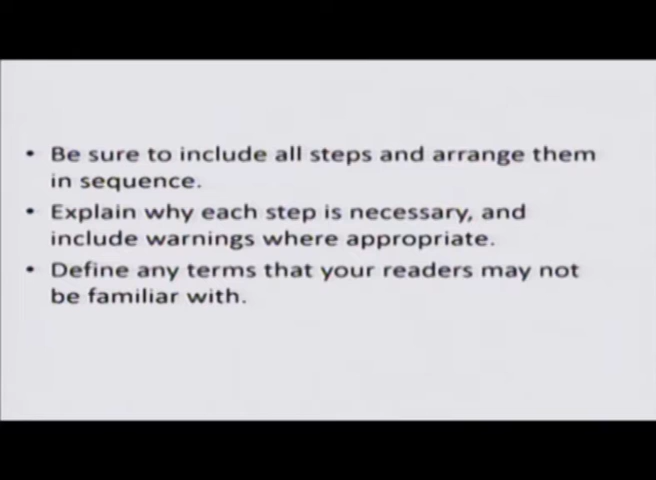 • Be sure to include all steps and arrange them
in sequence.
• Explain why each step is necessary, and
include warnings where appropriate.
• Define any terms that your readers may not
be familiar with.